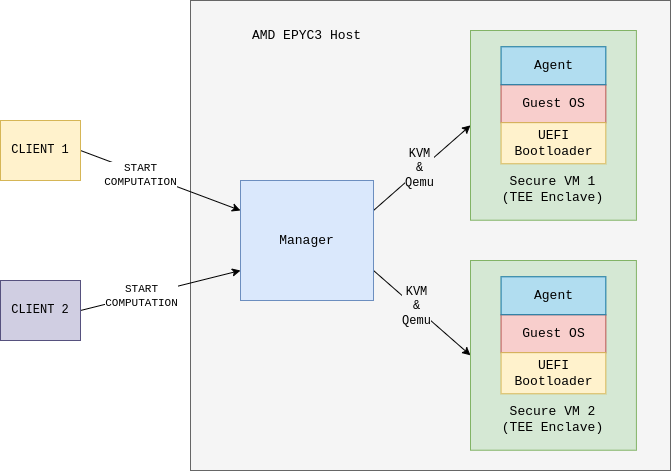 AMD EPYC3 Host
CLIENT 1
START
COMPUTATION
CLIENT 2
START
COMPUTATION
Manager
KVM
&
Qemu
KVM
&
Qemu
Agent
Guest OS
UEFI
Bootloader
Secure VM 1
(TEE Enclave)
Agent
Guest OS
UEFI
Bootloader
Secure VM 2
(TEE Enclave)